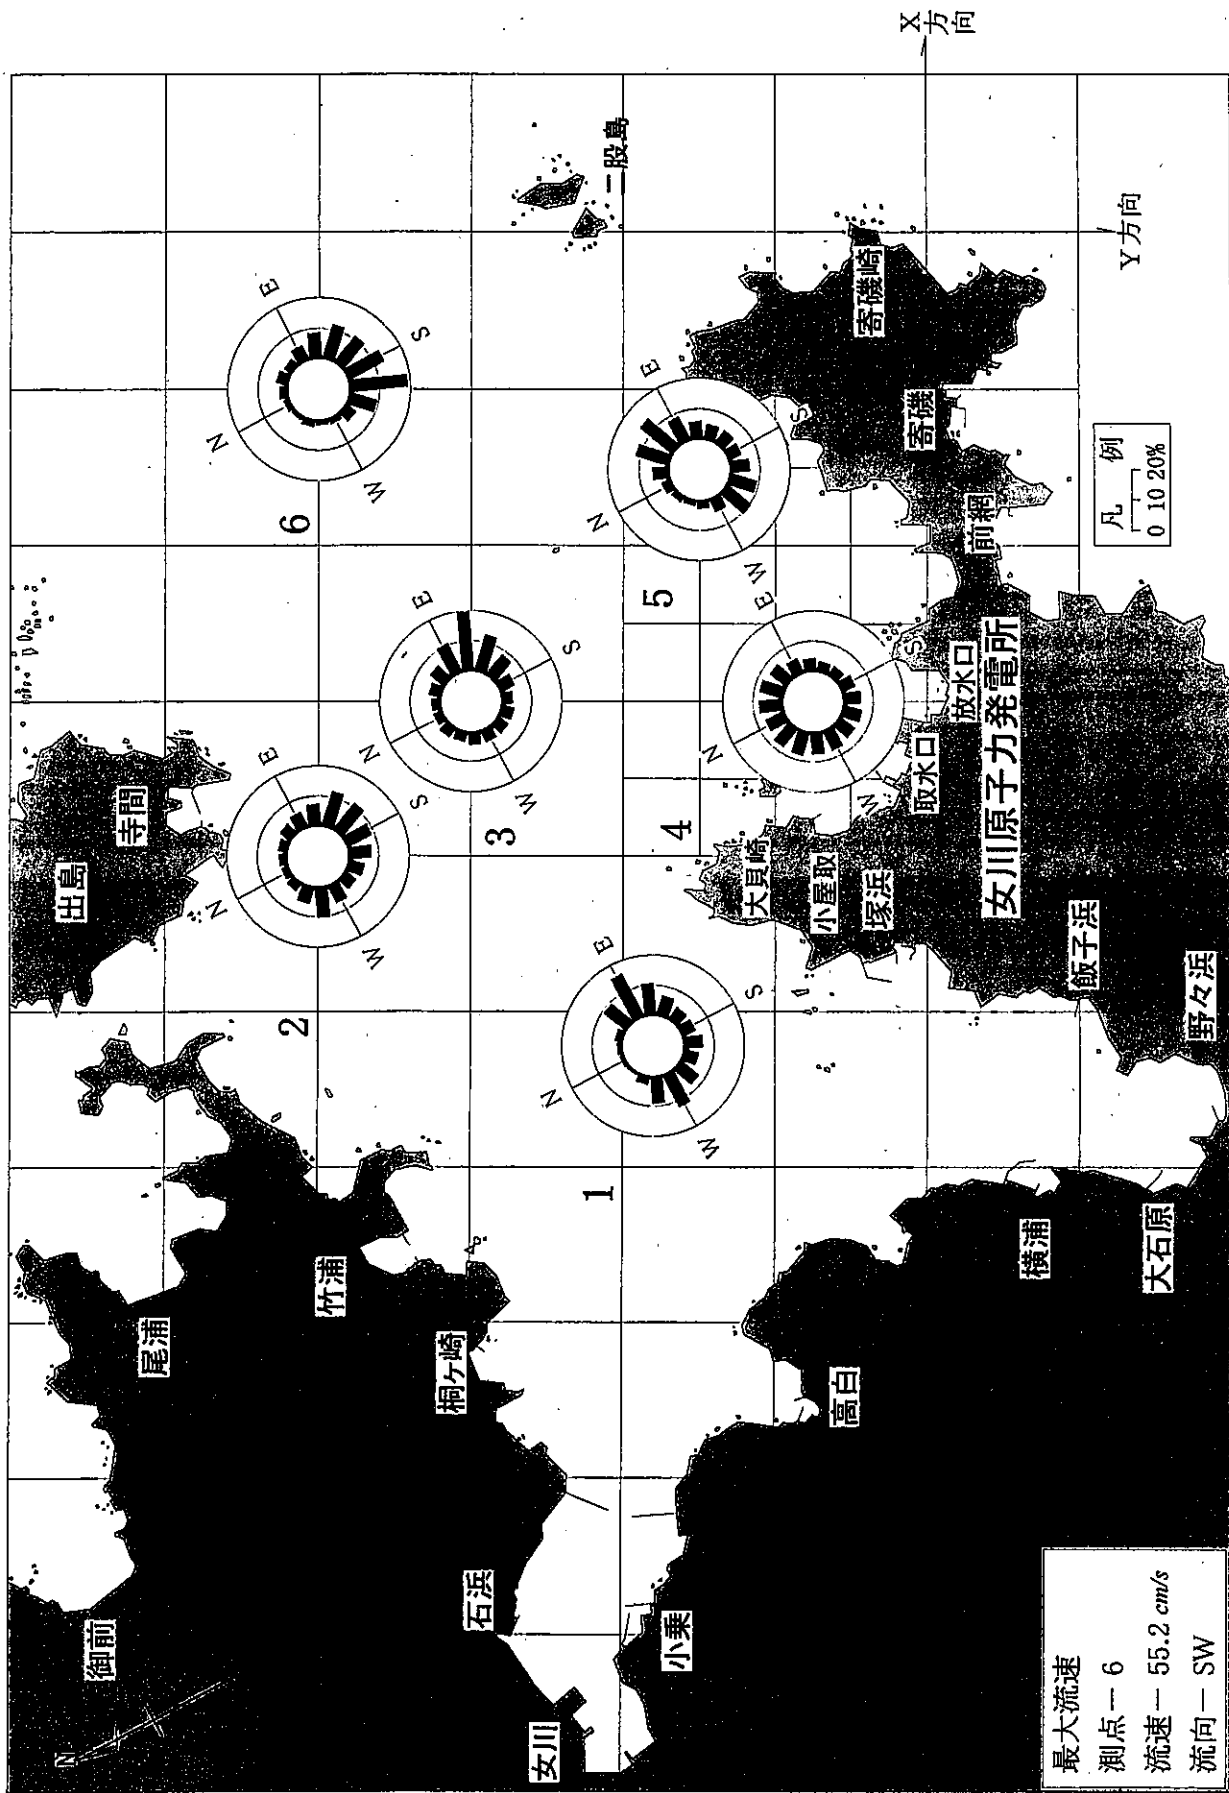 N
御前
尾浦
竹浦
桐ヶ崎
石浜
女川
小乗
高白
横浦
大石原
野々浜
飯子浜
塚浜
小屋取
大貝崎
出島
寺間
二股島
寄磯崎
寄磯
前網
女川原子力発電所
取水口
放水口
1
N
E
S
W
2
N
E
S
W
3
N
E
S
W
4
N
E
S
W
5
N
E
S
W
6
N
E
S
W
X方向
Y方向
凡 例
0 10 20%
最大流速
測点－6
流速－55.2 cm/s
流向－SW